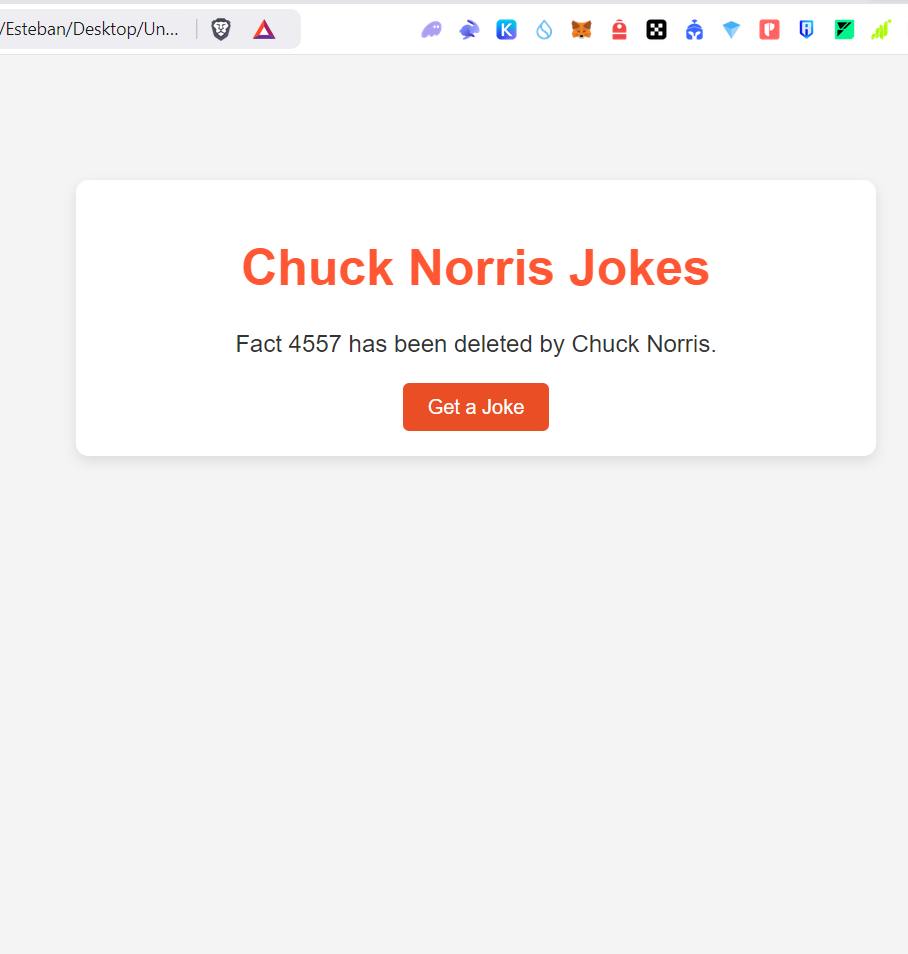 /Esteban/Desktop/Un...
K
Chuck Norris Jokes
Fact 4557 has been deleted by Chuck Norris.
Get a Joke